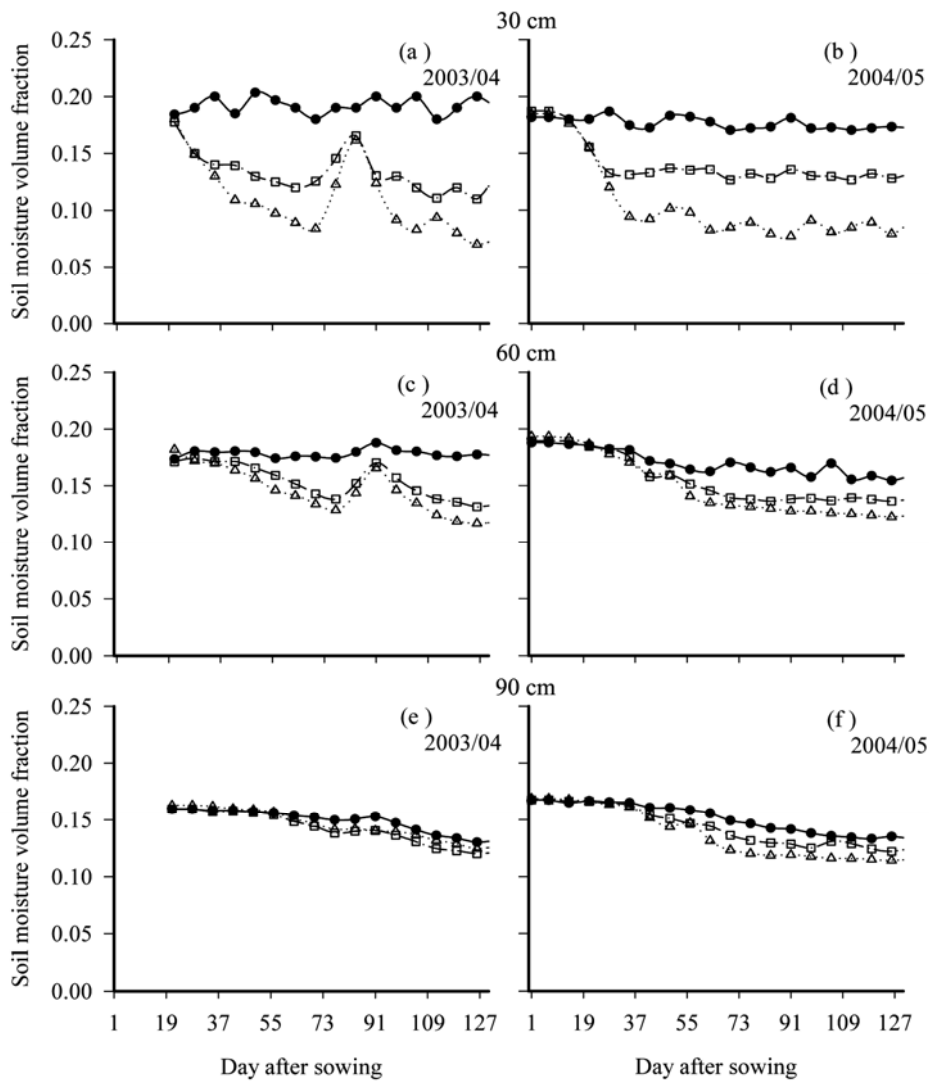 30 cm
Soil moisture volume fraction
0.25
0.20
0.15
0.10
0.05
0.00
(a )
2003/04
(b )
2004/05
60 cm
Soil moisture volume fraction
0.25
0.20
0.15
0.10
0.05
0.00
(c )
2003/04
(d )
2004/05
90 cm
Soil moisture volume fraction
0.25
0.20
0.15
0.10
0.05
0.00
(e )
2003/04
(f )
2004/05
1 19 37 55 73 91 109 127
1 19 37 55 73 91 109 127
Day after sowing
Day after sowing